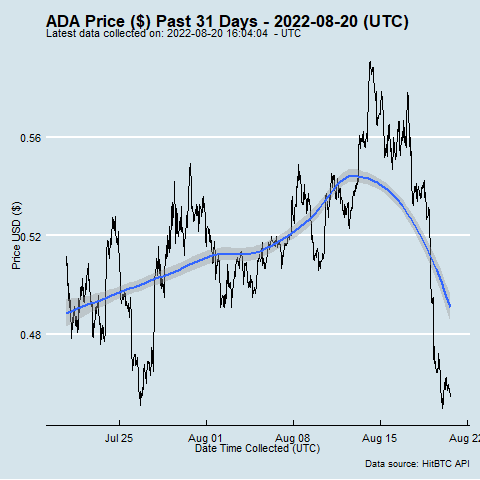 ADA Price ($) Past 31 Days - 2022-08-20 (UTC)
Latest data collected on: 2022-08-20 16:04:04 - UTC
0.56
0.52
0.48
Price USD ($)
Jul 25
Aug 01
Aug 08
Aug 15
Aug 22
Date Time Collected (UTC)
Data source: HitBTC API